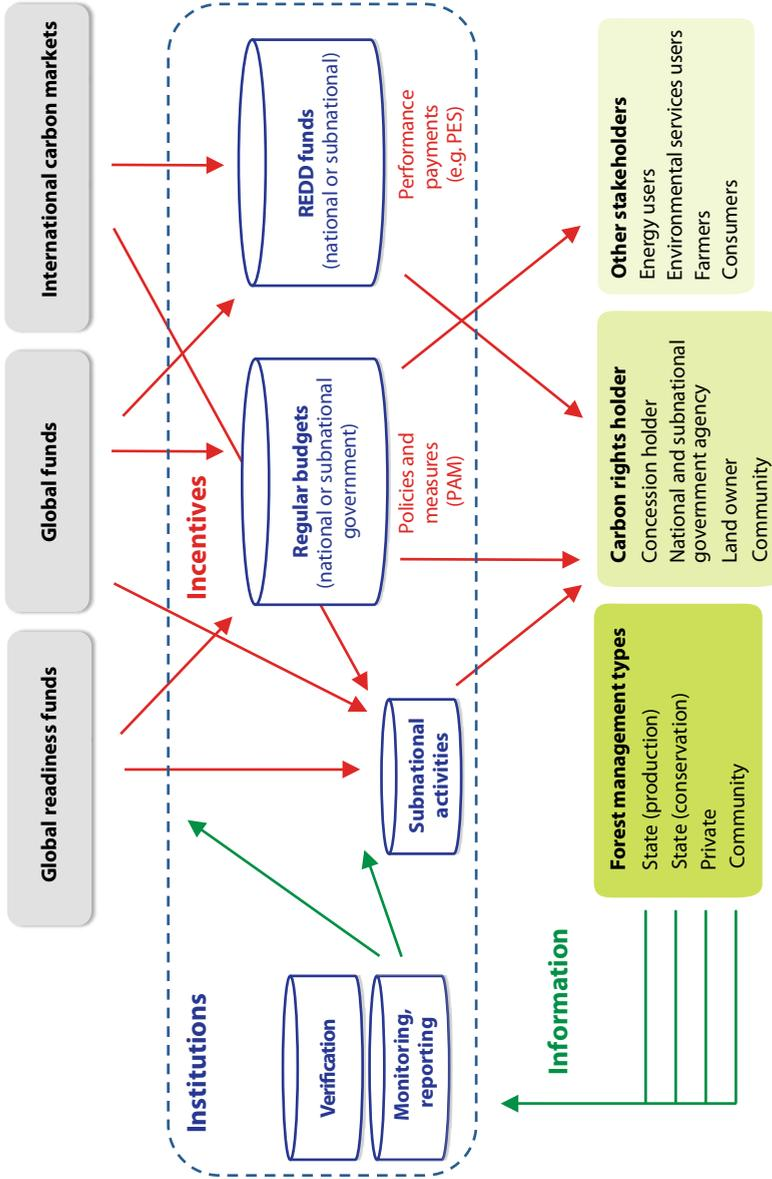 Global readiness funds
Global funds
International carbon markets
Institutions
Incentives
Verification
Monitoring,
reporting
Subnational
activities
Regular budgets
(national or subnational
government)
REDD funds
(national or subnational)
Policies and
measures
(PAM)
Performance
payments
(e.g. PES)
Information
Forest management types
State (production)
State (conservation)
Private
Community
Carbon rights holder
Concession holder
National and subnational
government agency
Land owner
Community
Other stakeholders
Energy users
Environmental services users
Farmers
Consumers